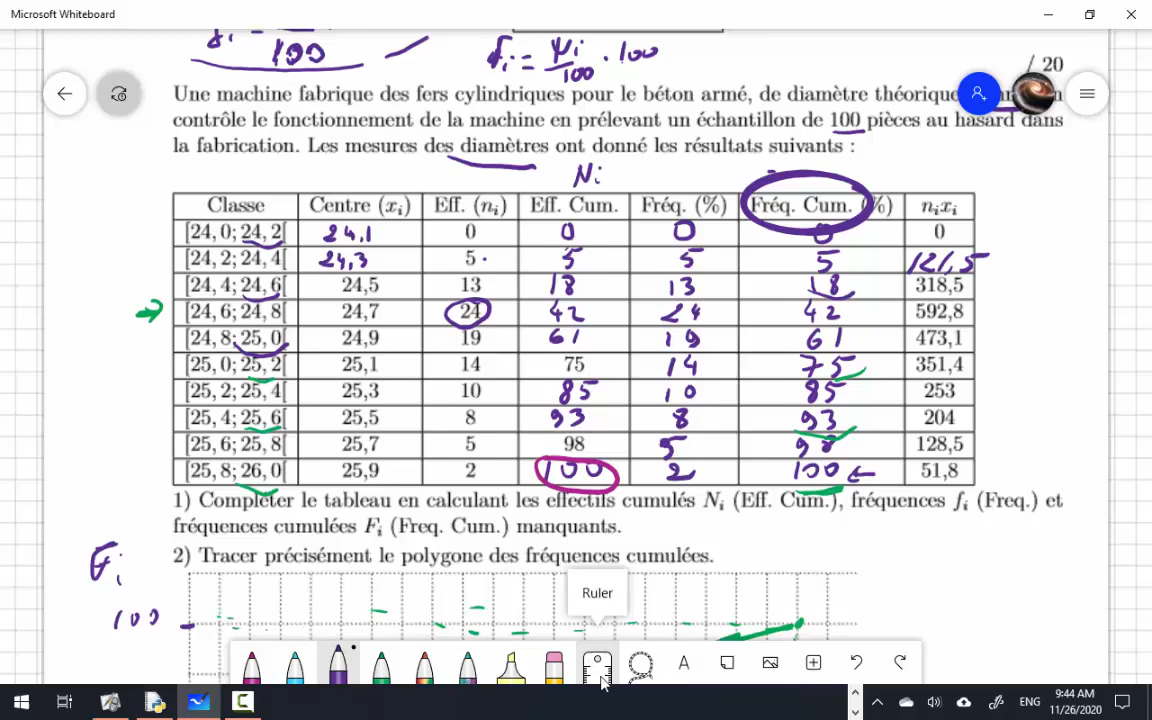 Microsoft Whiteboard
100
fi = Ψi/100 · 100
/ 20
Une machine fabrique des fers cylindriques pour le béton armé, de diamètre théorique
contrôle le fonctionnement de la machine en prélevant un échantillon de 100 pièces au hasard dans
la fabrication. Les mesures des diamètres ont donné les résultats suivants :
Ni
Classe Centre (xi) Eff. (ni) Eff. Cum. Fréq. (%) Fréq. Cum. (%) nixi
[24, 0; 24, 2[ 24,1 0 0 0 0 0
[24, 2; 24, 4[ 24,3 5 5 5 5 121,5
[24, 4; 24, 6[ 24,5 13 18 13 18 318,5
[24, 6; 24, 8[ 24,7 24 42 24 42 592,8
[24, 8; 25, 0[ 24,9 19 61 19 61 473,1
[25, 0; 25, 2[ 25,1 14 75 14 75 351,4
[25, 2; 25, 4[ 25,3 10 85 10 85 253
[25, 4; 25, 6[ 25,5 8 93 8 93 204
[25, 6; 25, 8[ 25,7 5 98 5 98 128,5
[25, 8; 26, 0[ 25,9 2 100 2 100 51,8
1) Compléter le tableau en calculant les effectifs cumulés Ni (Eff. Cum.), fréquences fi (Freq.) et
fréquences cumulées Fi (Freq. Cum.) manquants.
2) Tracer précisément le polygone des fréquences cumulées.
Fi
Ruler
100
A
ENG
9:44 AM
11/26/2020